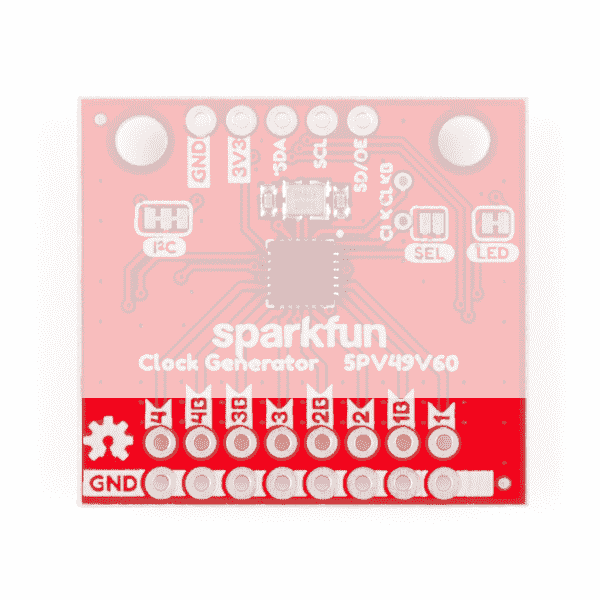 GND 3V3 SDA SCL SD/OE
CLK CLKB
I²C SEL LED
sparkfun
Clock Generator 5PV49V60
4 4B 3B 3 2B 2 1B 1
GND